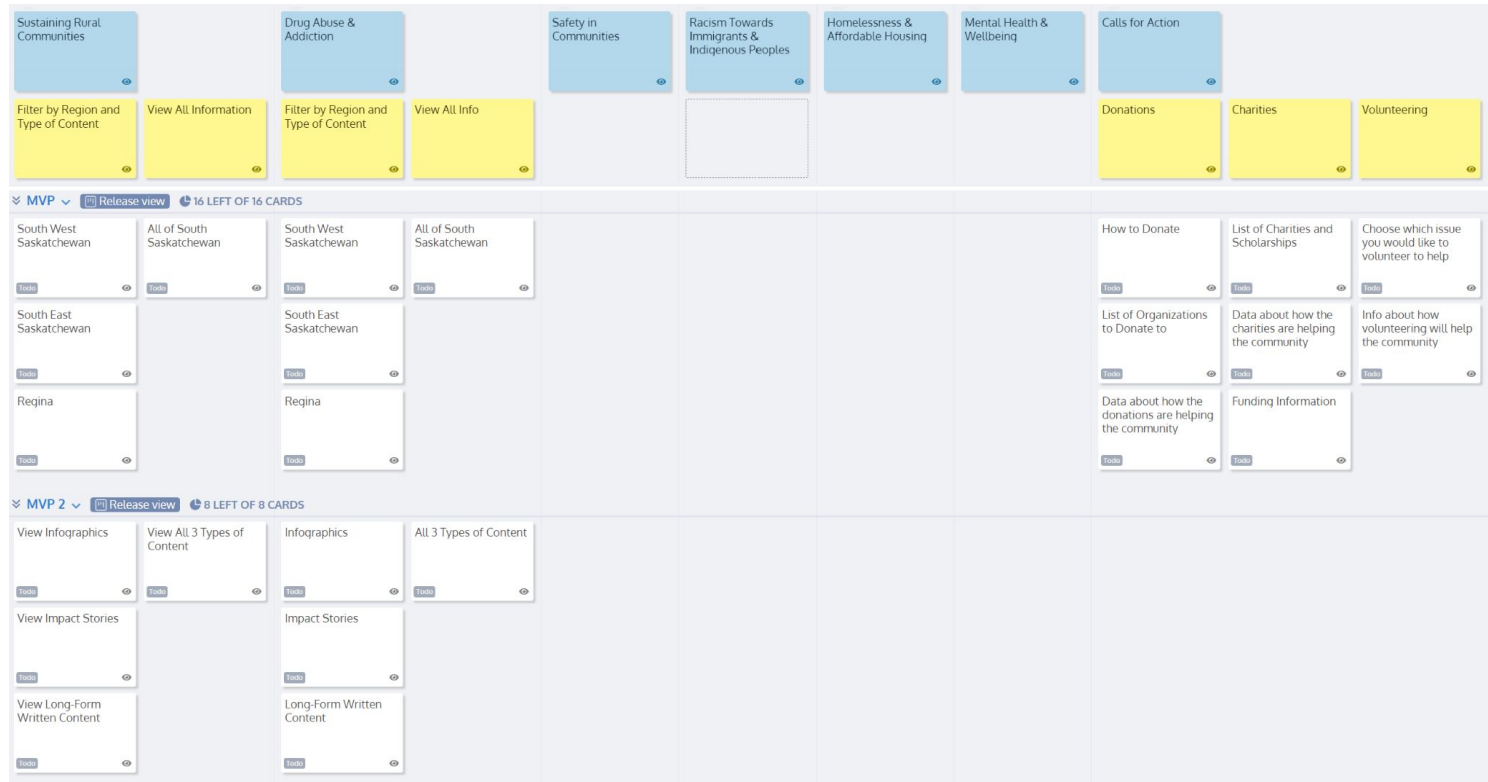 Sustaining Rural
Communities
Drug Abuse &
Addiction
Safety in
Communities
Racism Towards
Immigrants &
Indigenous Peoples
Homelessness &
Affordable Housing
Mental Health &
Wellbeing
Calls for Action
Filter by Region and
Type of Content
View All Information
Filter by Region and
Type of Content
View All Info
Donations
Charities
Volunteering
MVP
Release view
16 LEFT OF 16 CARDS
South West
Saskatchewan
Todo
All of South
Saskatchewan
Todo
South West
Saskatchewan
Todo
All of South
Saskatchewan
Todo
How to Donate
Todo
List of Charities and
Scholarships
Todo
Choose which issue
you would like to
volunteer to help
Todo
South East
Saskatchewan
Todo
South East
Saskatchewan
Todo
List of Organizations
to Donate to
Todo
Data about how the
charities are helping
the community
Todo
Info about how
volunteering will help
the community
Todo
Regina
Todo
Regina
Todo
Data about how the
donations are helping
the community
Todo
Funding Information
Todo
MVP 2
Release view
8 LEFT OF 8 CARDS
View Infographics
Todo
View All 3 Types of
Content
Todo
Infographics
Todo
All 3 Types of Content
Todo
View Impact Stories
Todo
Impact Stories
Todo
View Long-Form
Written Content
Todo
Long-Form Written
Content
Todo